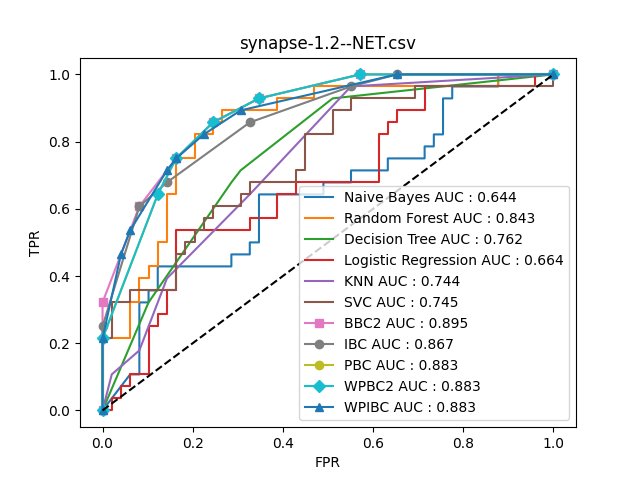 synapse-1.2--NET.csv
1.0
0.8
0.6
0.4
0.2
0.0
TPR
Naive Bayes AUC : 0.644
Random Forest AUC : 0.843
Decision Tree AUC : 0.762
Logistic Regression AUC : 0.664
KNN AUC : 0.744
SVC AUC : 0.745
BBC2 AUC : 0.895
IBC AUC : 0.867
PBC AUC : 0.883
WPBC2 AUC : 0.883
WPIBC AUC : 0.883
0.0 0.2 0.4 0.6 0.8 1.0
FPR